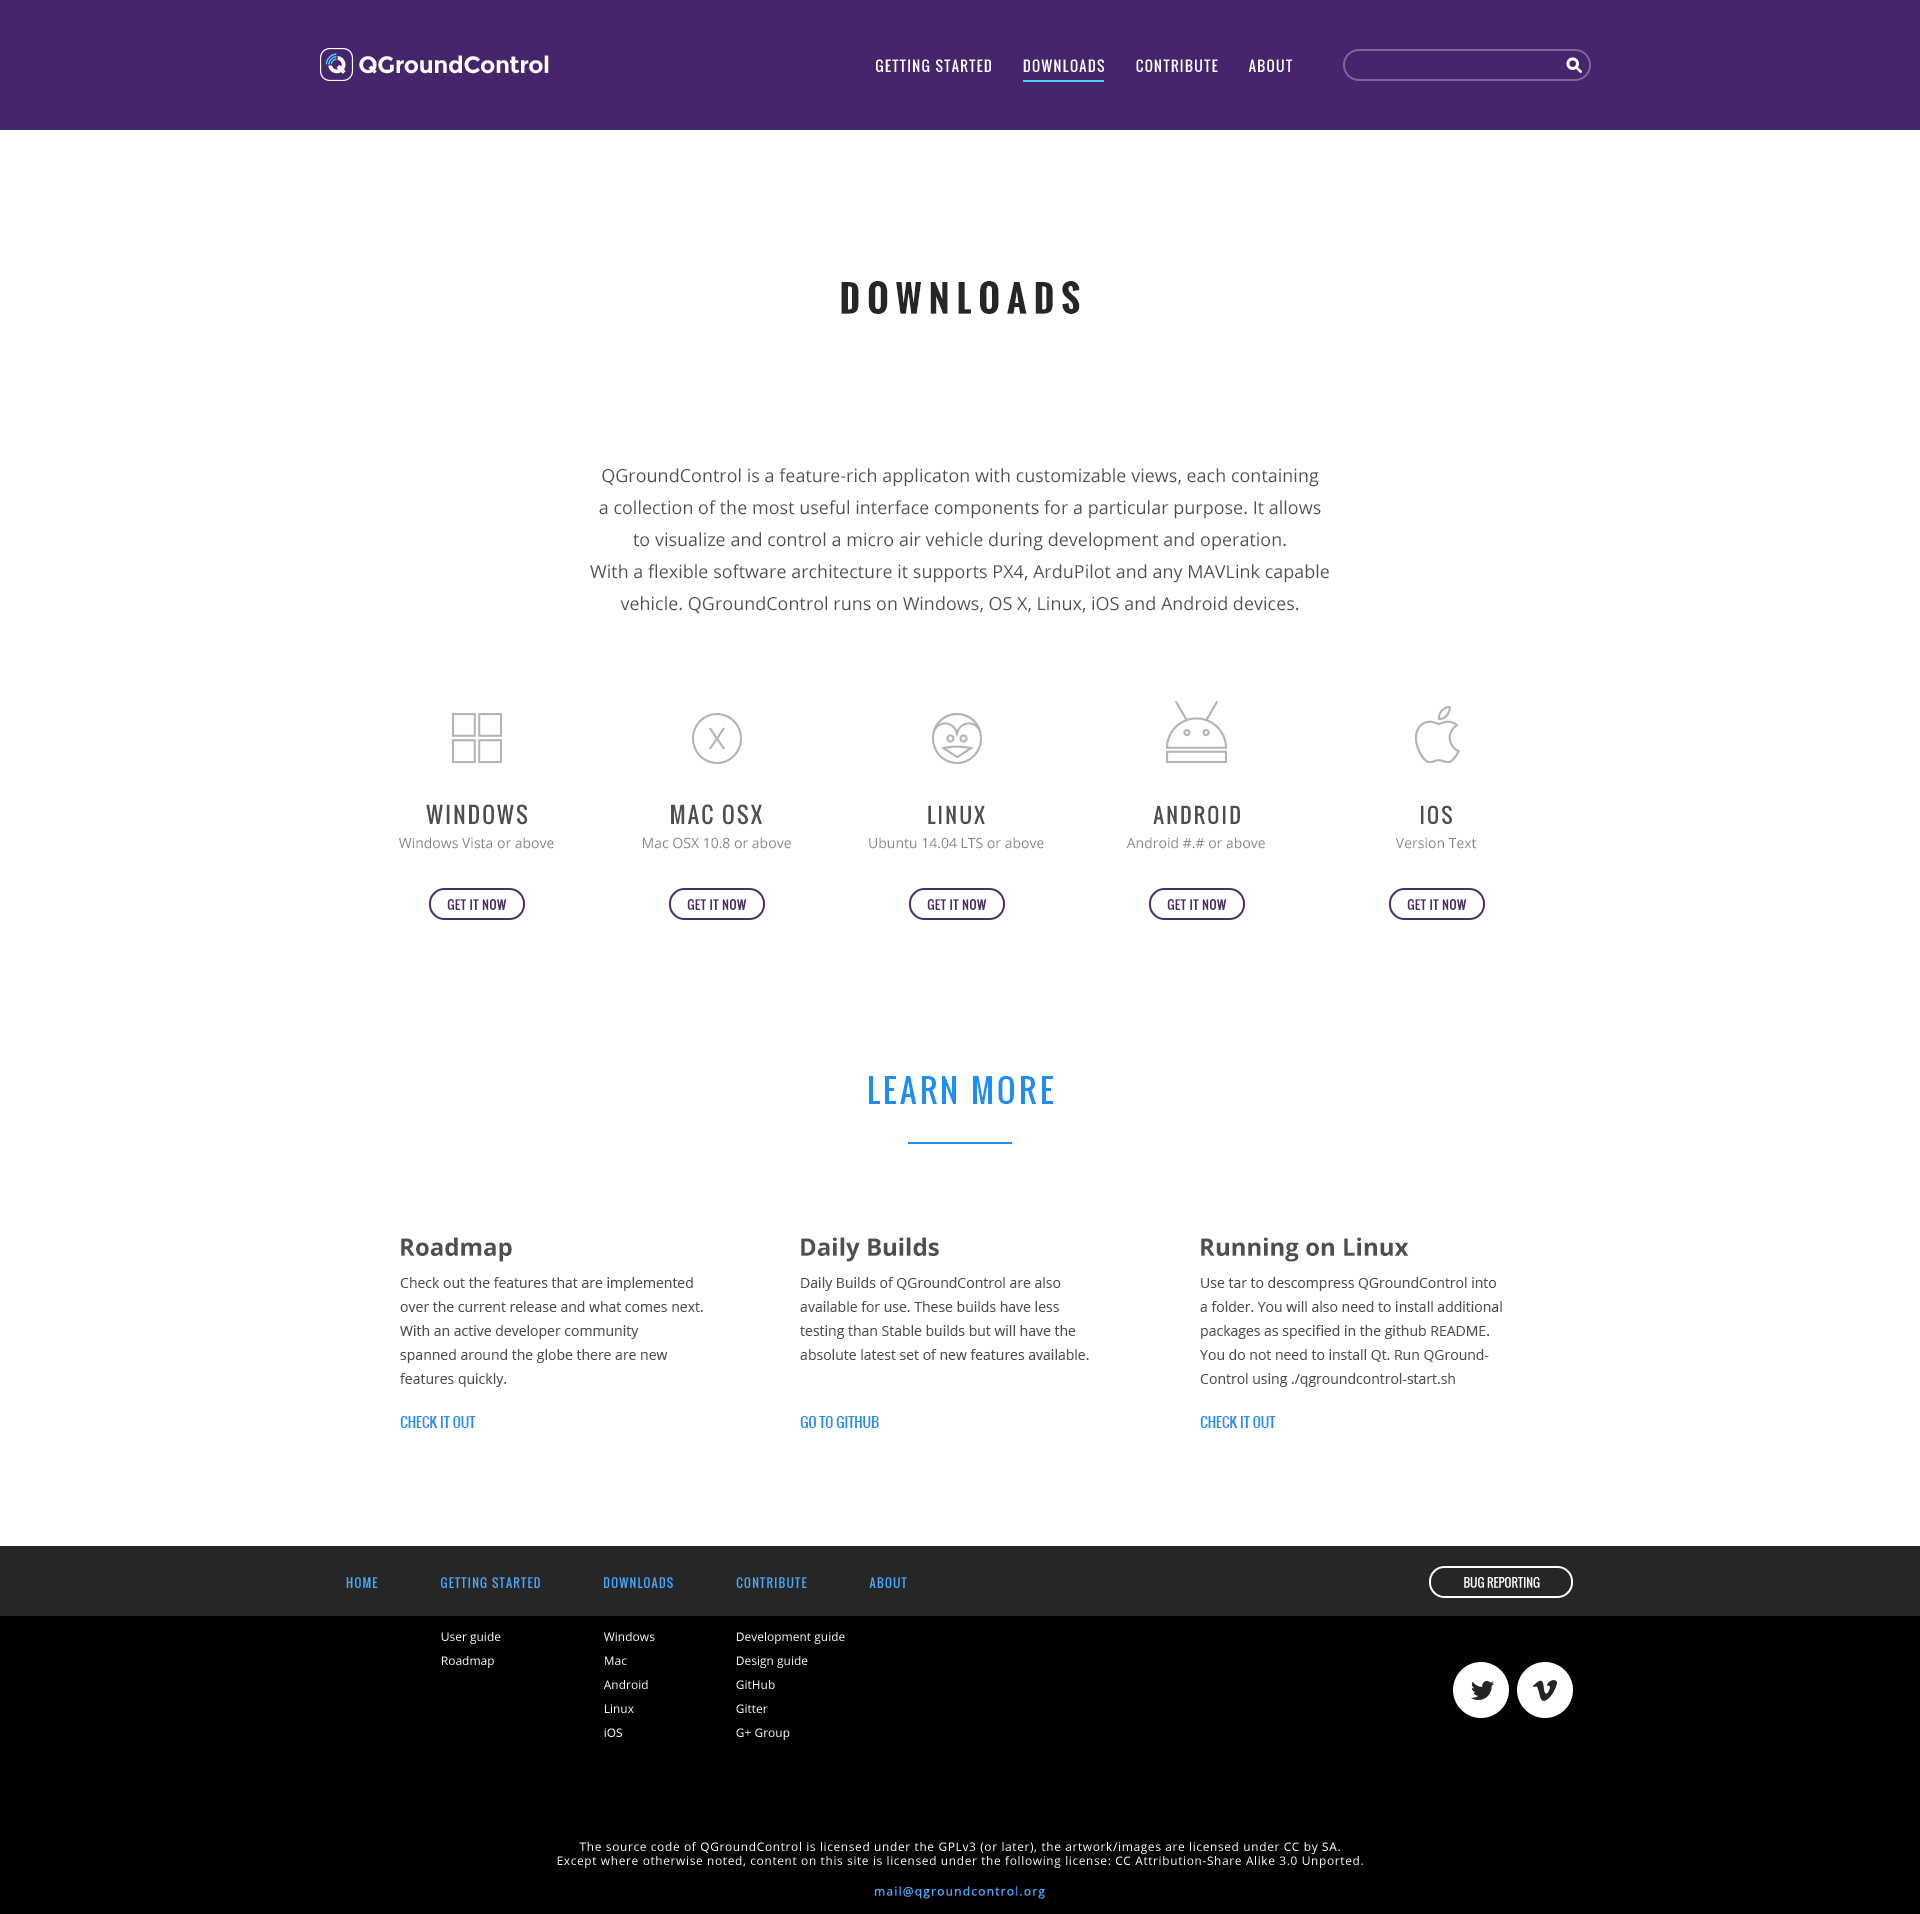 QGroundControl
GETTING STARTED DOWNLOADS CONTRIBUTE ABOUT
DOWNLOADS
QGroundControl is a feature-rich applicaton with customizable views, each containing
a collection of the most useful interface components for a particular purpose. It allows
to visualize and control a micro air vehicle during development and operation.
With a flexible software architecture it supports PX4, ArduPilot and any MAVLink capable
vehicle. QGroundControl runs on Windows, OS X, Linux, iOS and Android devices.
X
WINDOWS
Windows Vista or above
GET IT NOW
MAC OSX
Mac OSX 10.8 or above
GET IT NOW
LINUX
Ubuntu 14.04 LTS or above
GET IT NOW
ANDROID
Android #.# or above
GET IT NOW
IOS
Version Text
GET IT NOW
LEARN MORE
Roadmap
Check out the features that are implemented
over the current release and what comes next.
With an active developer community
spanned around the globe there are new
features quickly.
CHECK IT OUT
Daily Builds
Daily Builds of QGroundControl are also
available for use. These builds have less
testing than Stable builds but will have the
absolute latest set of new features available.
GO TO GITHUB
Running on Linux
Use tar to descompress QGroundControl into
a folder. You will also need to install additional
packages as specified in the github README.
You do not need to install Qt. Run QGround-
Control using ./qgroundcontrol-start.sh
CHECK IT OUT
HOME
GETTING STARTED
User guide
Roadmap
DOWNLOADS
Windows
Mac
Android
Linux
iOS
CONTRIBUTE
Development guide
Design guide
GitHub
Gitter
G+ Group
ABOUT
BUG REPORTING
The source code of QGroundControl is licensed under the GPLv3 (or later), the artwork/images are licensed under CC by SA.
Except where otherwise noted, content on this site is licensed under the following license: CC Attribution-Share Alike 3.0 Unported.
mail@qgroundcontrol.org